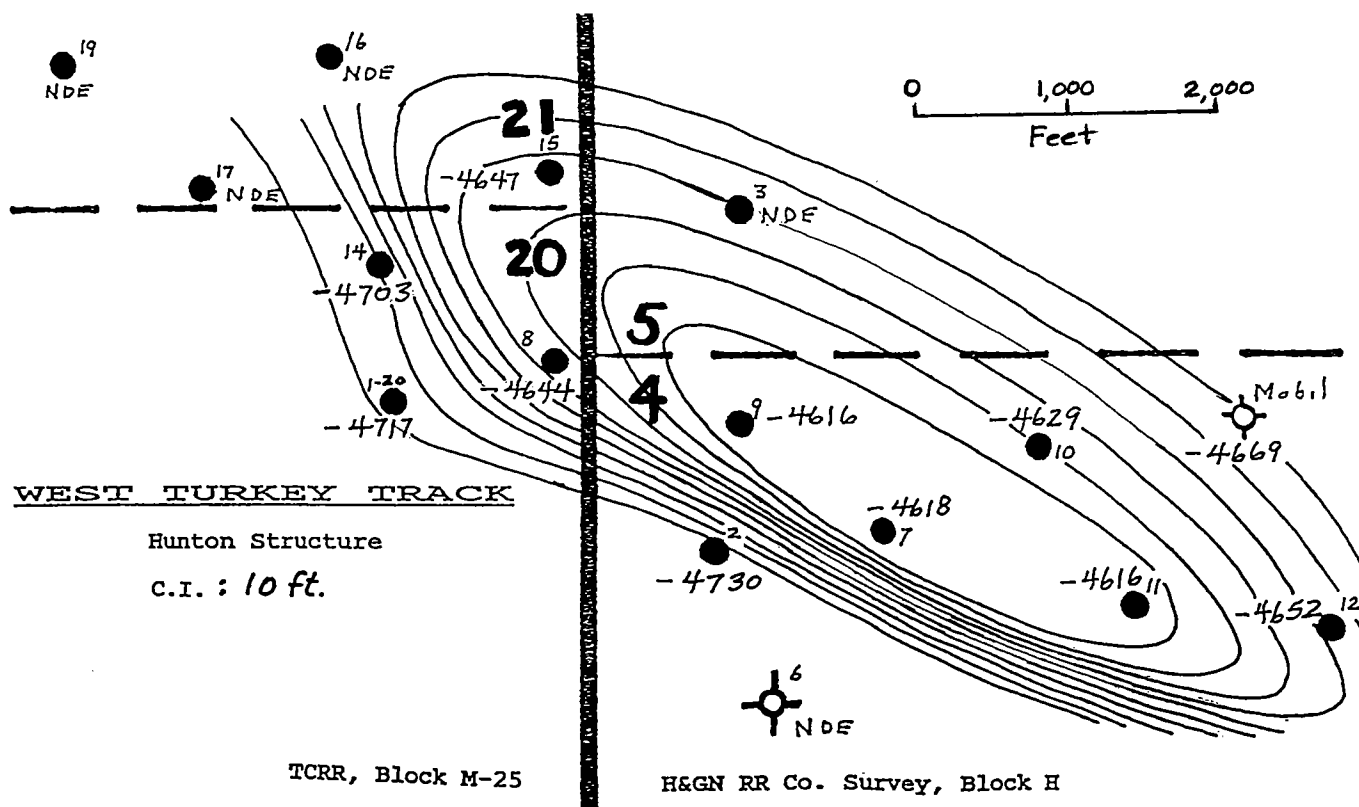 19
NDE
16
NDE
0 1,000 2,000
Feet
21
15
-4647
17
NDE
3
NDE
14
-4703
20
5
8
-4644
4
1-20
-4717
9
-4616
-4629
10
Mobil
-4669
WEST TURKEY TRACK
Hunton Structure
C.I. : 10 ft.
-4618
7
2
-4730
-4616
11
-4652
12
6
NDE
TCRR, Block M-25
H&GN RR Co. Survey, Block H